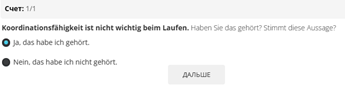 Счет: 1/1
Koordinationsfähigkeit ist nicht wichtig beim Laufen. Haben Sie das gehört? Stimmt diese Aussage?
Ja, das habe ich gehört.
Nein, das habe ich nicht gehört.
ДАЛЬШЕ